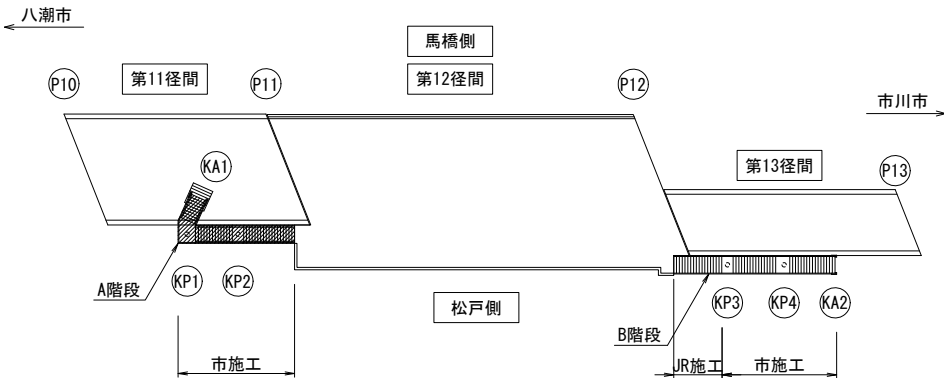 八潮市
馬橋側
P10
第11径間
P11
第12径間
P12
市川市
KA1
第13径間
P13
A階段
KP1
KP2
松戸側
B階段
KP3
KP4
KA2
市施工
JR施工
市施工